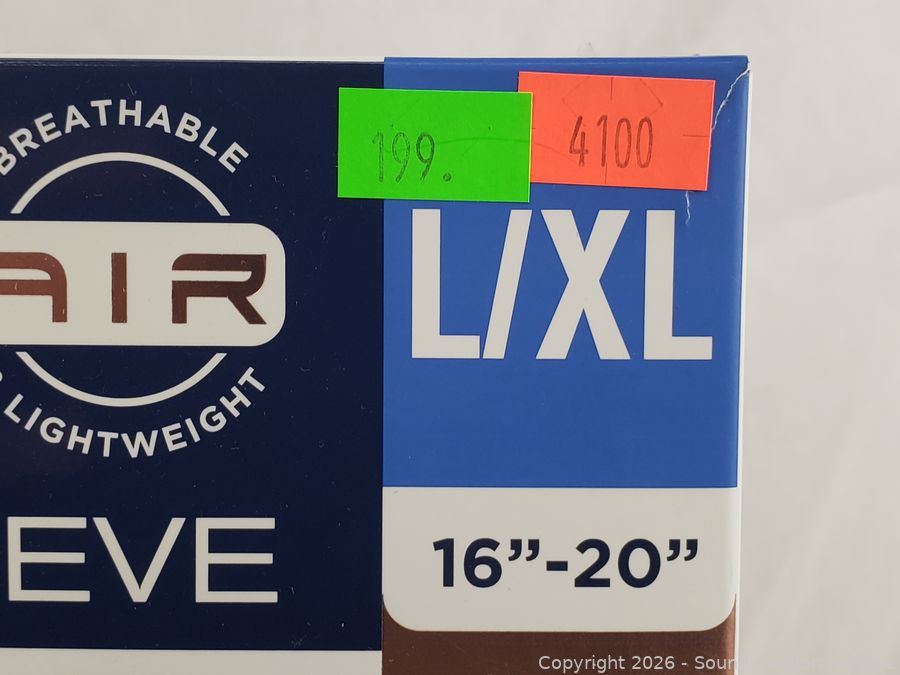 BREATHABLE
199.
4100
AIR
L/XL
LIGHTWEIGHT
EVE
16”-20”
Copyright 2026 -